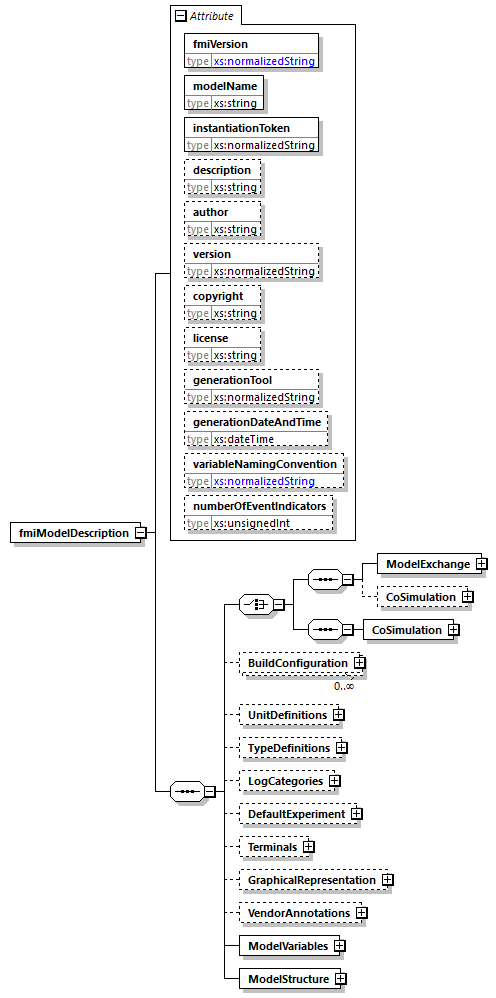 Attribute
fmiVersion
type xs:normalizedString
modelName
type xs:string
instantiationToken
type xs:normalizedString
description
type xs:string
author
type xs:string
version
type xs:normalizedString
copyright
type xs:string
license
type xs:string
generationTool
type xs:normalizedString
generationDateAndTime
type xs:dateTime
variableNamingConvention
type xs:normalizedString
numberOfEventIndicators
type xs:unsignedInt
fmiModelDescription
ModelExchange
CoSimulation
CoSimulation
BuildConfiguration
0..∞
UnitDefinitions
TypeDefinitions
LogCategories
DefaultExperiment
Terminals
GraphicalRepresentation
VendorAnnotations
ModelVariables
ModelStructure